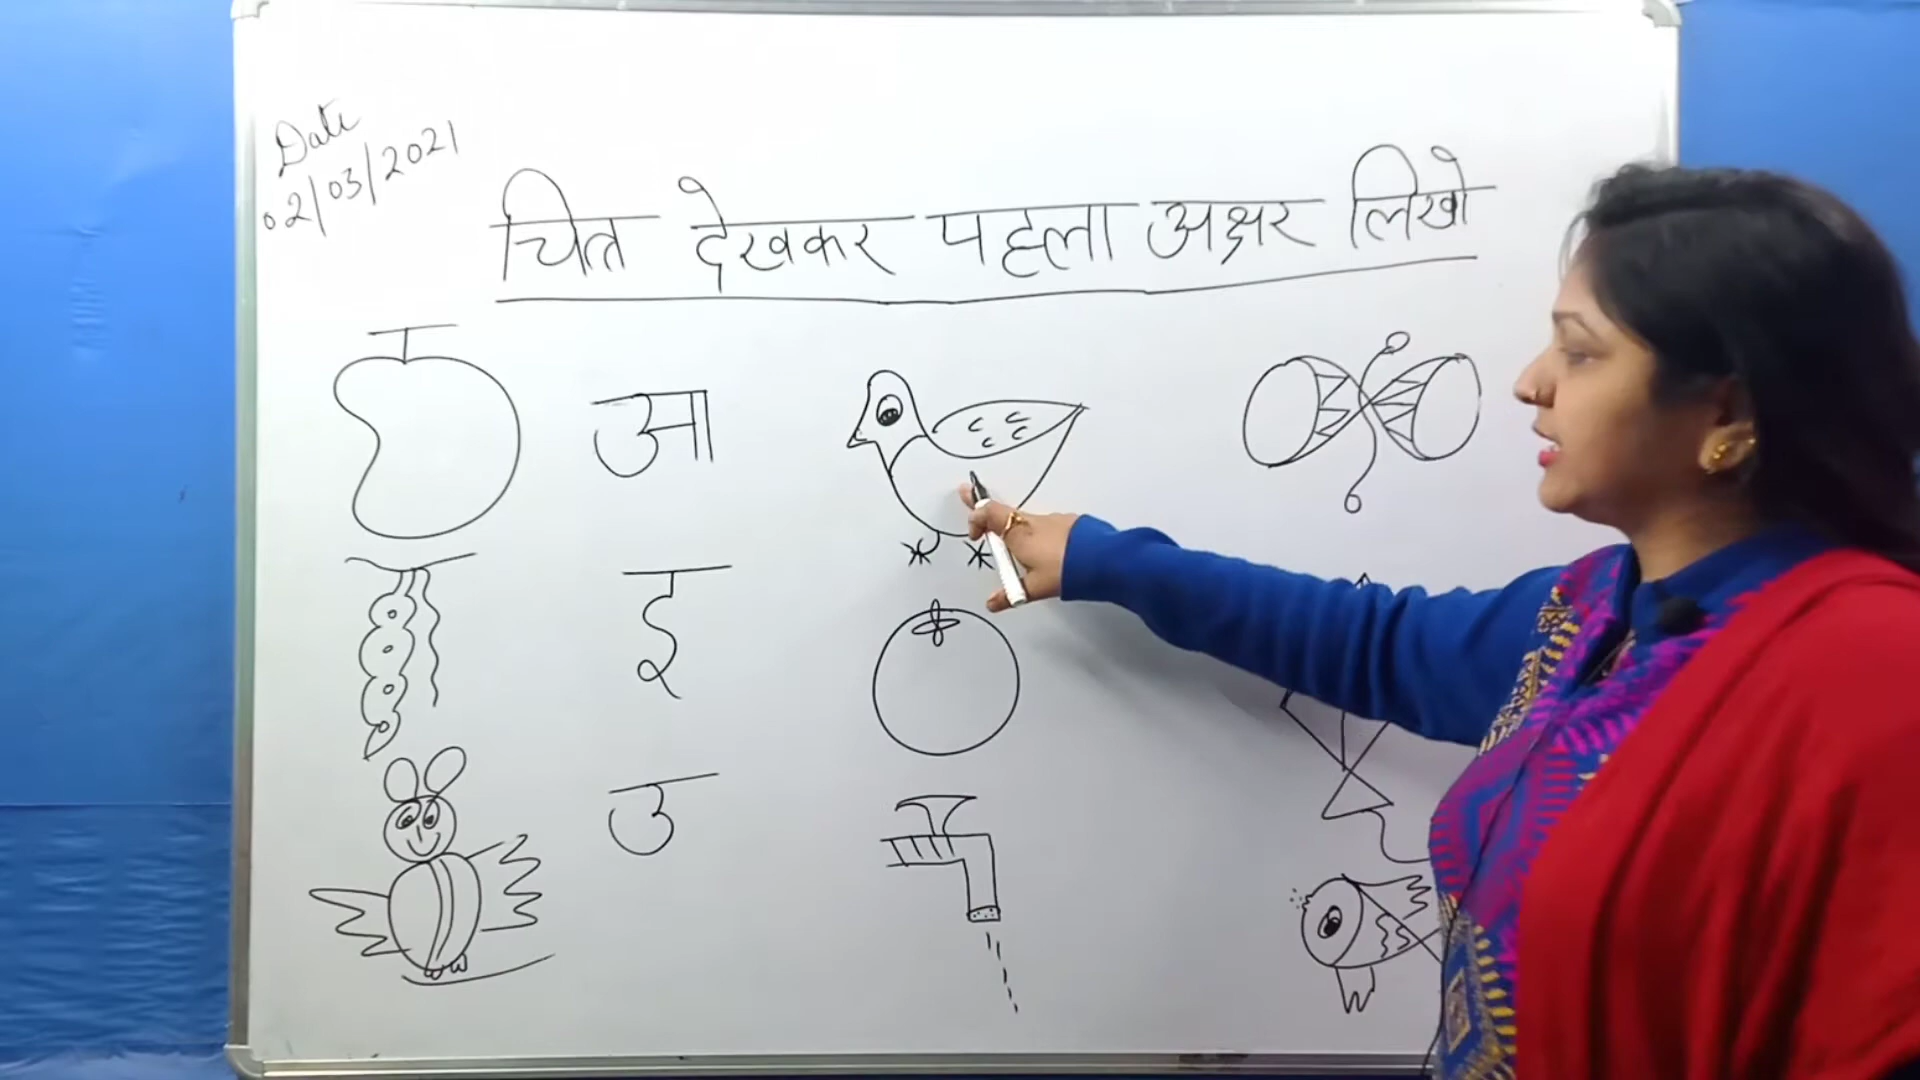 Date
02/03/2021
चित्र देखकर पहला अक्षर लिखो
आ
इ
उ